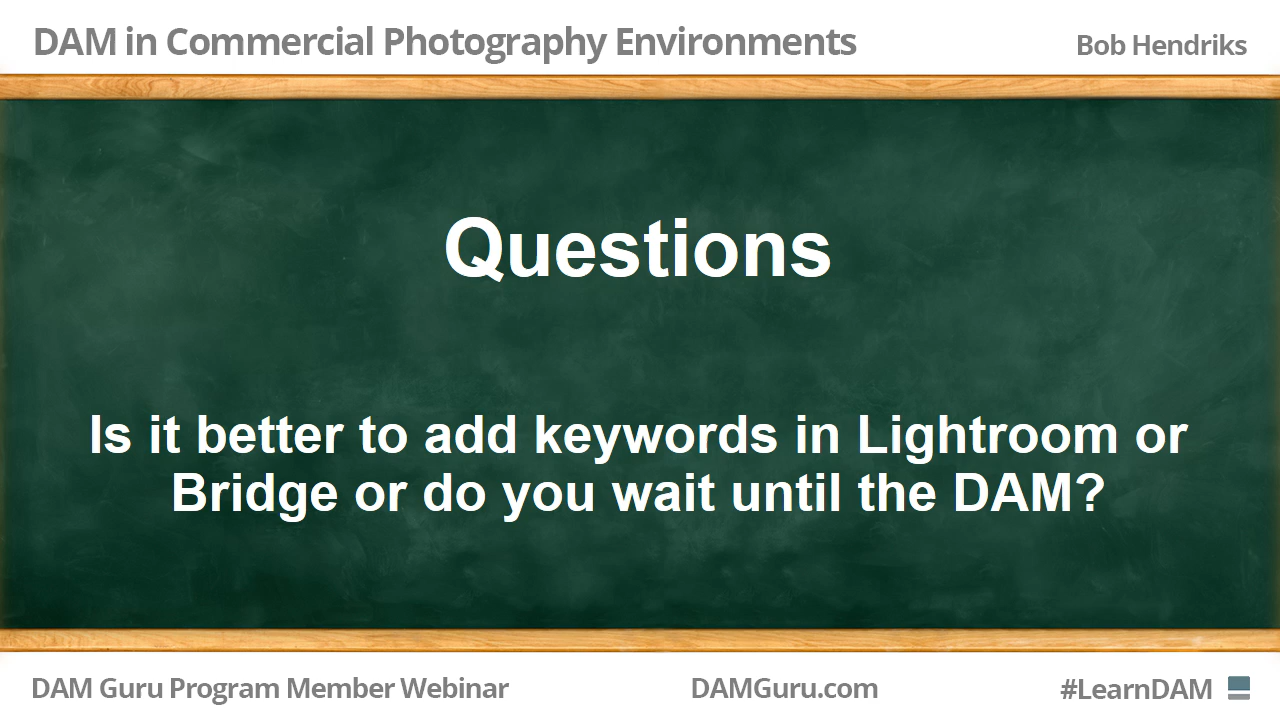 DAM in Commercial Photography Environments
Bob Hendriks
Questions
Is it better to add keywords in Lightroom or
Bridge or do you wait until the DAM?
DAM Guru Program Member Webinar
DAMGuru.com
#LearnDAM